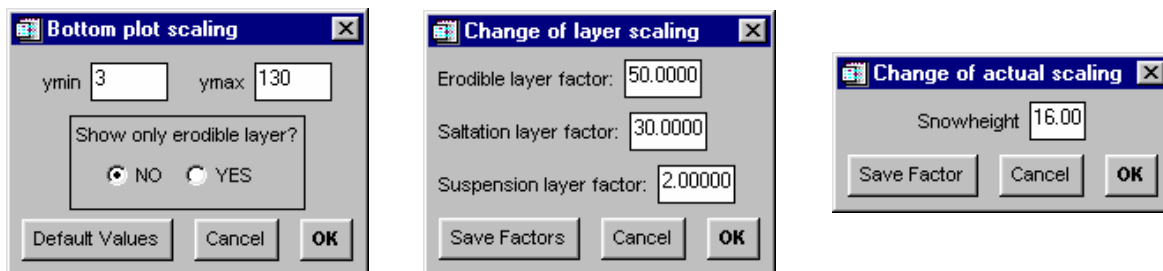 Bottom plot scaling
ymin 3 ymax 130
Show only erodible layer?
NO YES
Default Values Cancel OK
Change of layer scaling
Erodible layer factor: 50.0000
Saltation layer factor: 30.0000
Suspension layer factor: 2.00000
Save Factors Cancel OK
Change of actual scaling
Snowheight 16.00
Save Factor Cancel OK